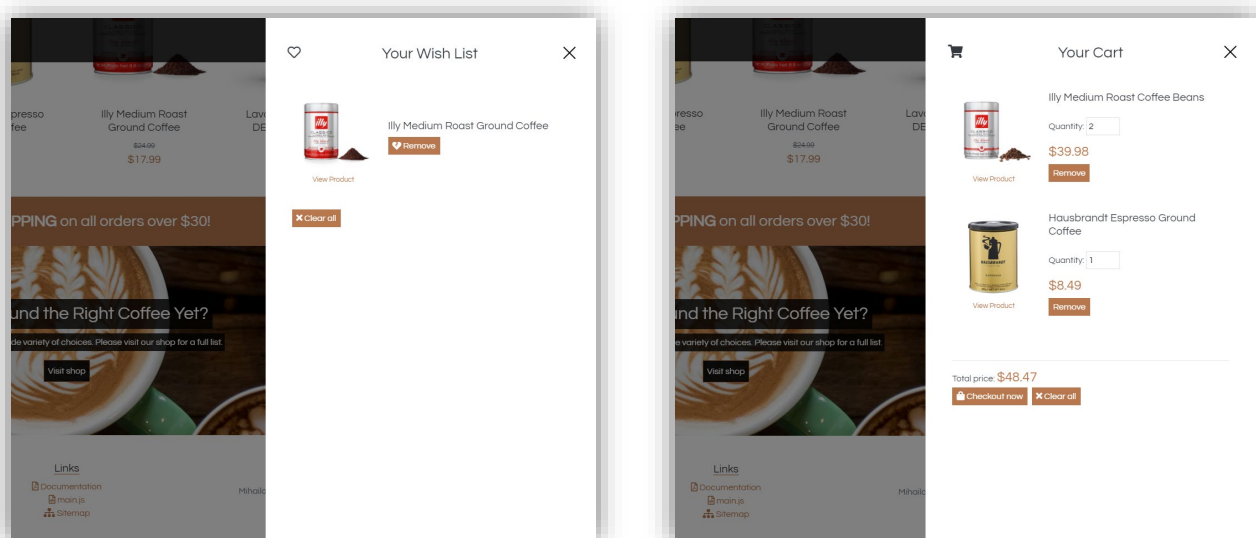 Your Wish List
presso
fee
Illy Medium Roast
Ground Coffee
$24.99
$17.99
Lava
DE
illy
Illy Medium Roast Ground Coffee
Remove
View Product
Clear all
PPING on all orders over $30!
und the Right Coffee Yet?
de variety of choices. Please visit our shop for a full list.
Visit shop
Links
Documentation
main.js
Sitemap
Mihailo
Your Cart
presso
ee
Illy Medium Roast
Ground Coffee
$24.99
$17.99
Lava
DE
illy
Illy Medium Roast Coffee Beans
Quantity: 2
$39.98
Remove
View Product
HAUSBRANDT
Hausbrandt Espresso Ground
Coffee
Quantity: 1
$8.49
Remove
View Product
PPING on all orders over $30!
und the Right Coffee Yet?
e variety of choices. Please visit our shop for a full list.
Visit shop
Total price: $48.47
Checkout now
Clear all
Links
Documentation
main.js
Sitemap
Mihailo